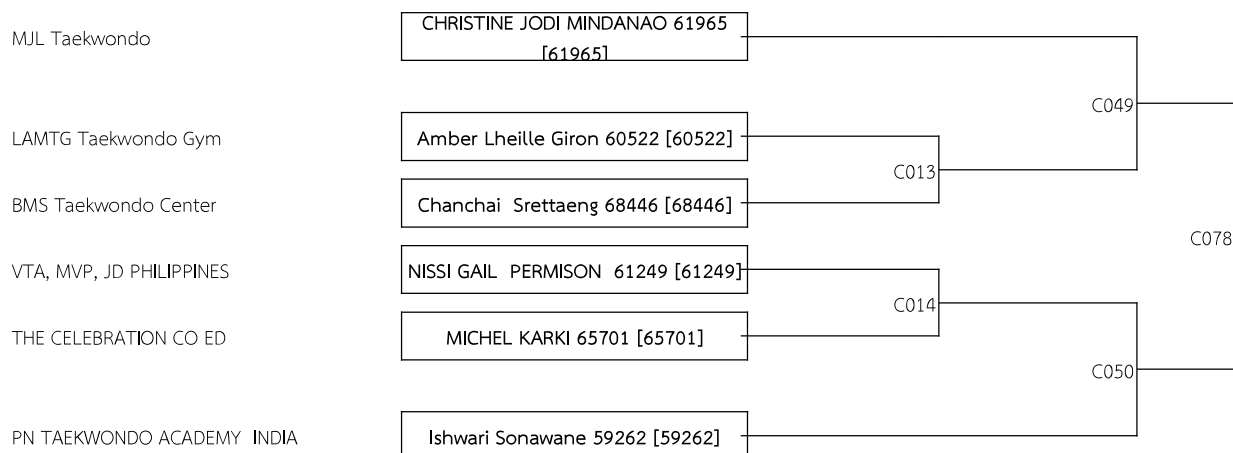 MJL Taekwondo
CHRISTINE JODI MINDANAO 61965
[61965]
C049
LAMTG Taekwondo Gym
Amber Lheille Giron 60522 [60522]
C013
BMS Taekwondo Center
Chanchai Srettaeng 68446 [68446]
C078
VTA, MVP, JD PHILIPPINES
NISSI GAIL PERMISON 61249 [61249]
C014
THE CELEBRATION CO ED
MICHEL KARKI 65701 [65701]
C050
PN TAEKWONDO ACADEMY INDIA
Ishwari Sonawane 59262 [59262]